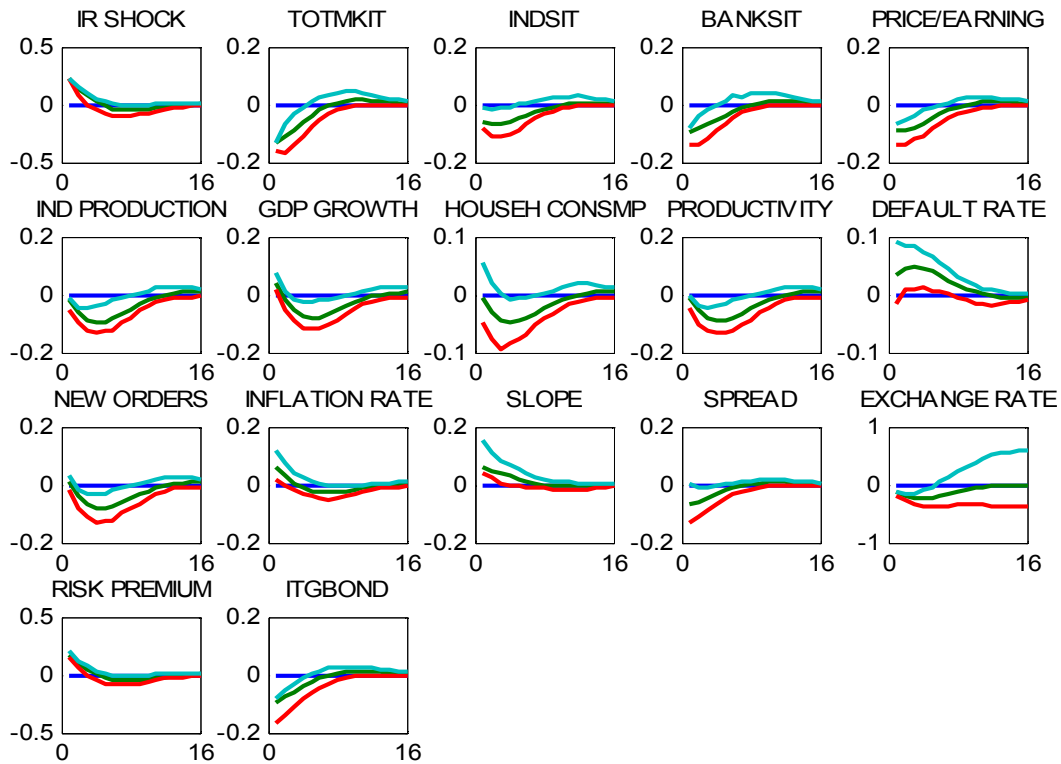 IR SHOCK TOTMKIT INDSIT BANKSIT PRICE/EARNING
0.5 0.2 0.2 0.2 0.2
0 0 0 0 0
-0.5 -0.2 -0.2 -0.2 -0.2
0 16 0 16 0 16 0 16 0 16
IND PRODUCTION GDP GROWTH HOUSEH CONSMP PRODUCTIVITY DEFAULT RATE
0.2 0.2 0.1 0.2 0.1
0 0 0 0 0
-0.2 -0.2 -0.1 -0.2 -0.1
0 16 0 16 0 16 0 16 0 16
NEW ORDERS INFLATION RATE SLOPE SPREAD EXCHANGE RATE
0.2 0.2 0.2 0.2 1
0 0 0 0 0
-0.2 -0.2 -0.2 -0.2 -1
0 16 0 16 0 16 0 16 0 16
RISK PREMIUM ITGBOND
0.5 0.2
0 0
-0.5 -0.2
0 16 0 16